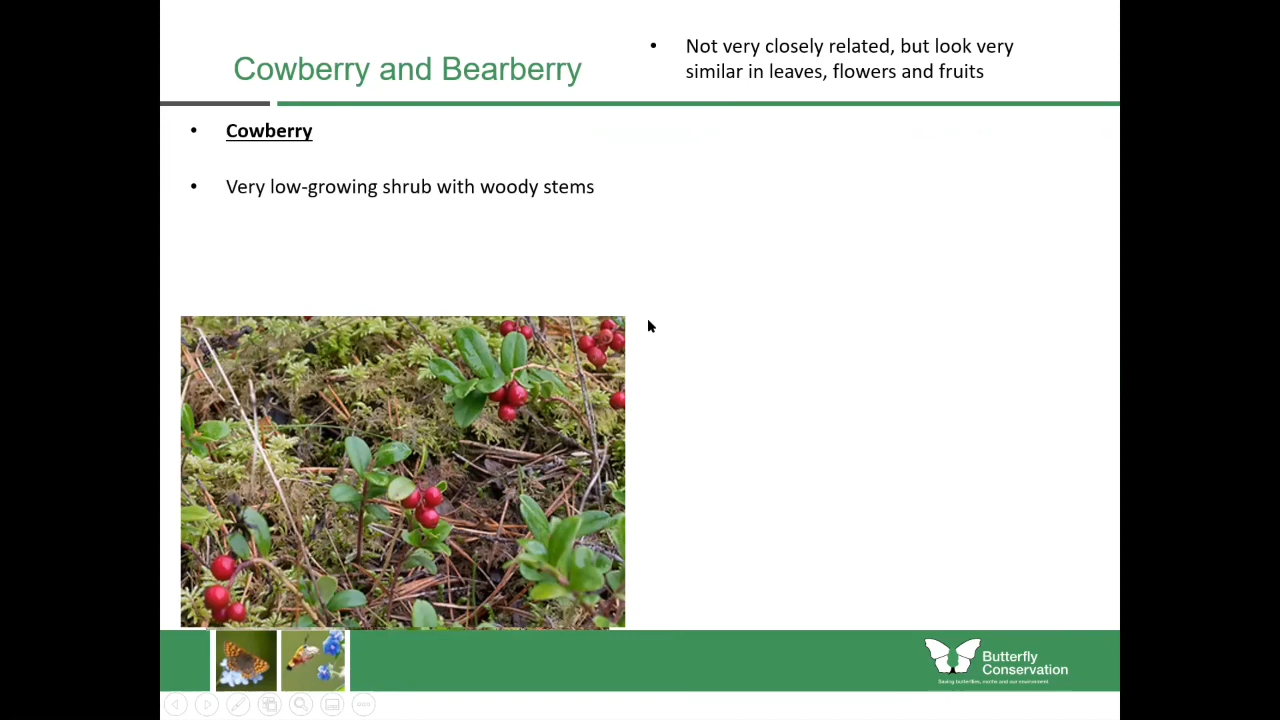 Cowberry and Bearberry
• Not very closely related, but look very
similar in leaves, flowers and fruits
• Cowberry
• Very low-growing shrub with woody stems
Butterfly
Conservation
Saving butterflies, moths and our environment